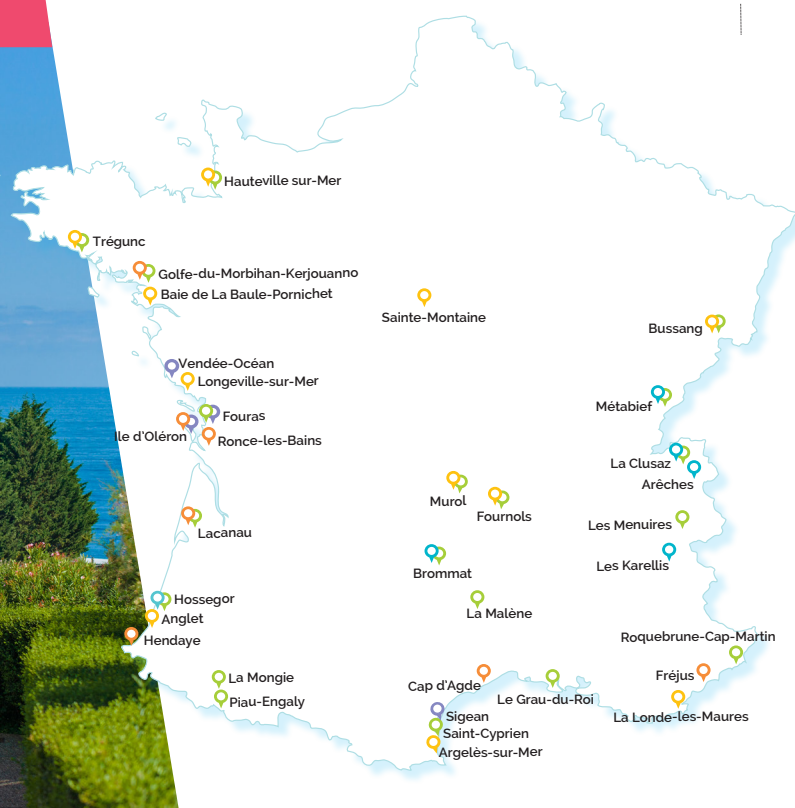 Hauteville sur-Mer
Trégunc
Golfe-du-Morbihan-Kerjouanno
Baie de La Baule-Pornichet
Sainte-Montaine
Bussang
Vendée-Océan
Longeville-sur-Mer
Métabief
Fouras
Ile d'Oléron
Ronce-les-Bains
La Clusaz
Arêches
Murol
Fournols
Les Menuires
Lacanau
Les Karellis
Brommat
Hossegor
La Malène
Anglet
Hendaye
Roquebrune-Cap-Martin
La Mongie
Fréjus
Cap d'Agde
Piau-Engaly
Le Grau-du-Roi
Sigean
La Londe-les-Maures
Saint-Cyprien
Argelès-sur-Mer